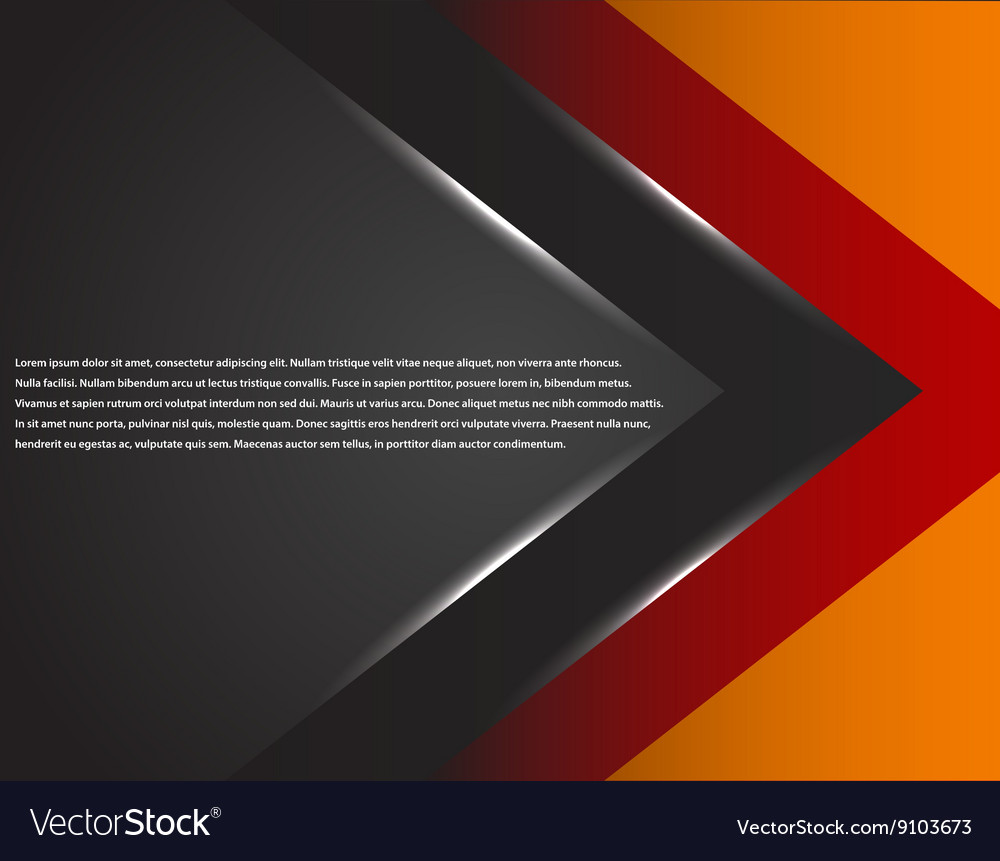 Lorem ipsum dolor sit amet, consectetur adipiscing elit. Nullam tristique velit vitae neque aliquet, non viverra ante rhoncus.
Nulla facilisi. Nullam bibendum arcu ut lectus tristique convallis. Fusce in sapien porttitor, posuere lorem in, bibendum metus.
Vivamus et sapien rutrum orci volutpat interdum non sed dui. Mauris ut varius arcu. Donec aliquet metus nec nibh commodo mattis.
In sit amet nunc porta, pulvinar nisl quis, molestie quam. Donec sagittis eros hendrerit orci vulputate viverra. Praesent nulla nunc,
hendrerit eu egestas ac, vulputate quis sem. Maecenas auctor sem tellus, in porttitor diam auctor condimentum.
VectorStock®
VectorStock.com/9103673